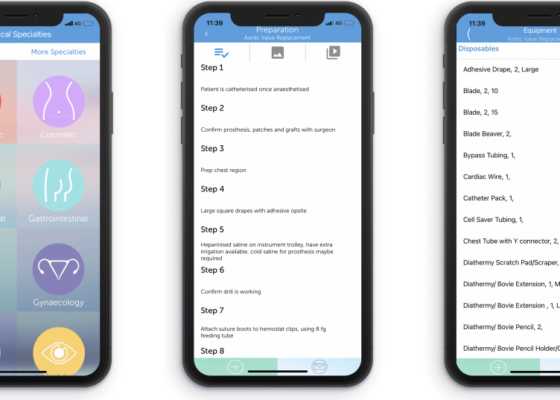 4G
cal Specialties
More Specialties
Cosmetic
Gastrointestinal
Gynaecology
11:39
4G
Preparation
Aortic Valve Replacement
Step 1
Patient is catheterised once anaesthetised
Step 2
Confirm prosthesis, patches and grafts with surgeon
Step 3
Prep chest region
Step 4
Large square drapes with adhesive opsite
Step 5
Heparinised saline on instrument trolley, have extra
irrigation available, cold saline for prosthesis maybe
required
Step 6
Confirm drill is working
Step 7
Attach suture boots to hemostat clips, using 8 fg
feeding tube
Step 8
11:39
Equipment
Aortic Valve Replace
Disposables
Adhesive Drape, 2, Large
Blade, 2, 10
Blade, 2, 15
Blade Beaver, 2,
Bypass Tubing, 1,
Cardiac Wire, 1,
Catheter Pack, 1,
Cell Saver Tubing, 1,
Chest Tube with Y connector, 2,
Diathermy Scratch Pad/Scraper,
Diathermy/ Bovie Extension, 1, M
Diathermy/ Bovie Extension , 1, L
Diathermy/ Bovie Pencil, 2,
Diathermy/ Bovie Pencil Holder/